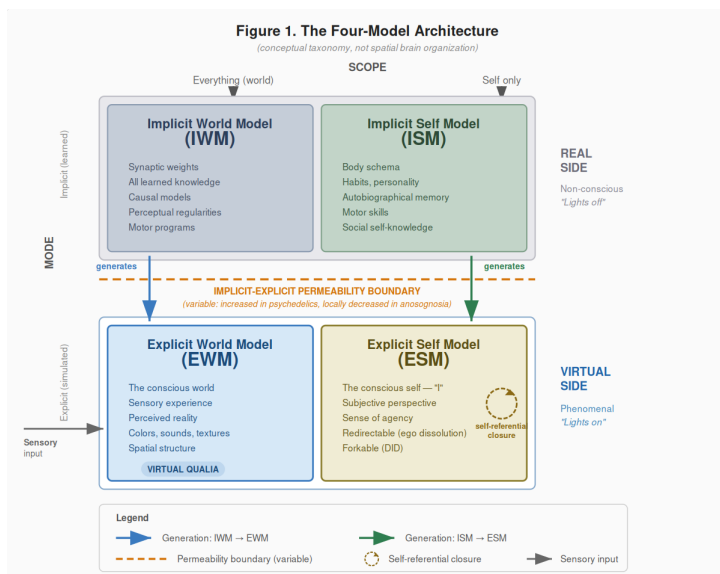 Figure 1. The Four-Model Architecture
(conceptual taxonomy, not spatial brain organization)
SCOPE
Everything (world)
Self only
MODE
Implicit (learned)
Implicit World Model
(IWM)
Synaptic weights
All learned knowledge
Causal models
Perceptual regularities
Motor programs
Implicit Self Model
(ISM)
Body schema
Habits, personality
Autobiographical memory
Motor skills
Social self-knowledge
REAL
SIDE
Non-conscious
"Lights off"
generates
generates
IMPLICIT-EXPLICIT PERMEABILITY BOUNDARY
(variable: increased in psychedelics, locally decreased in anosognosia)
Explicit (simulated)
Sensory
input
Explicit World Model
(EWM)
The conscious world
Sensory experience
Perceived reality
Colors, sounds, textures
Spatial structure
VIRTUAL QUALIA
Explicit Self Model
(ESM)
The conscious self — "I"
Subjective perspective
Sense of agency
Redirectable (ego dissolution)
Forkable (DID)
self-referential
closure
VIRTUAL
SIDE
Phenomenal
"Lights on"
Legend
Generation: IWM → EWM
Generation: ISM → ESM
Permeability boundary (variable)
Self-referential closure
Sensory input